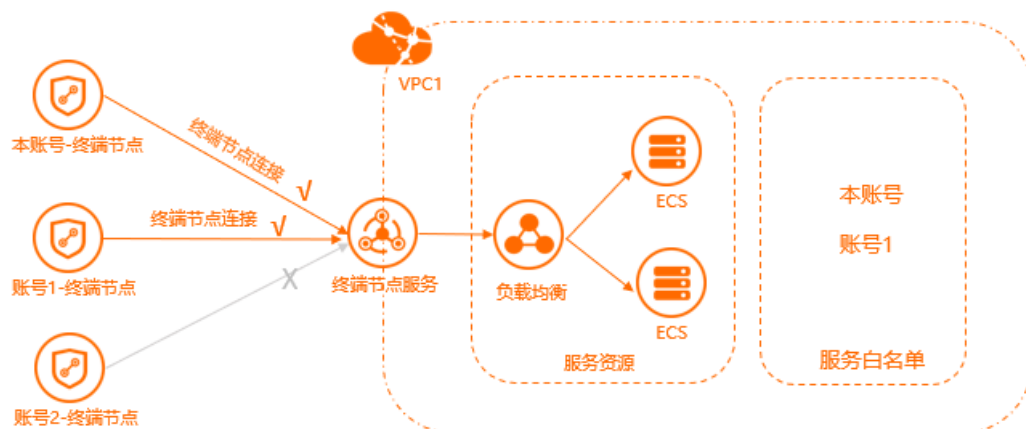 VPC1
本账号-终端节点
终端节点连接
√
终端节点连接
√
账号1-终端节点
X
终端节点服务
账号2-终端节点
负载均衡
ECS
ECS
服务资源
本账号
账号1
服务白名单